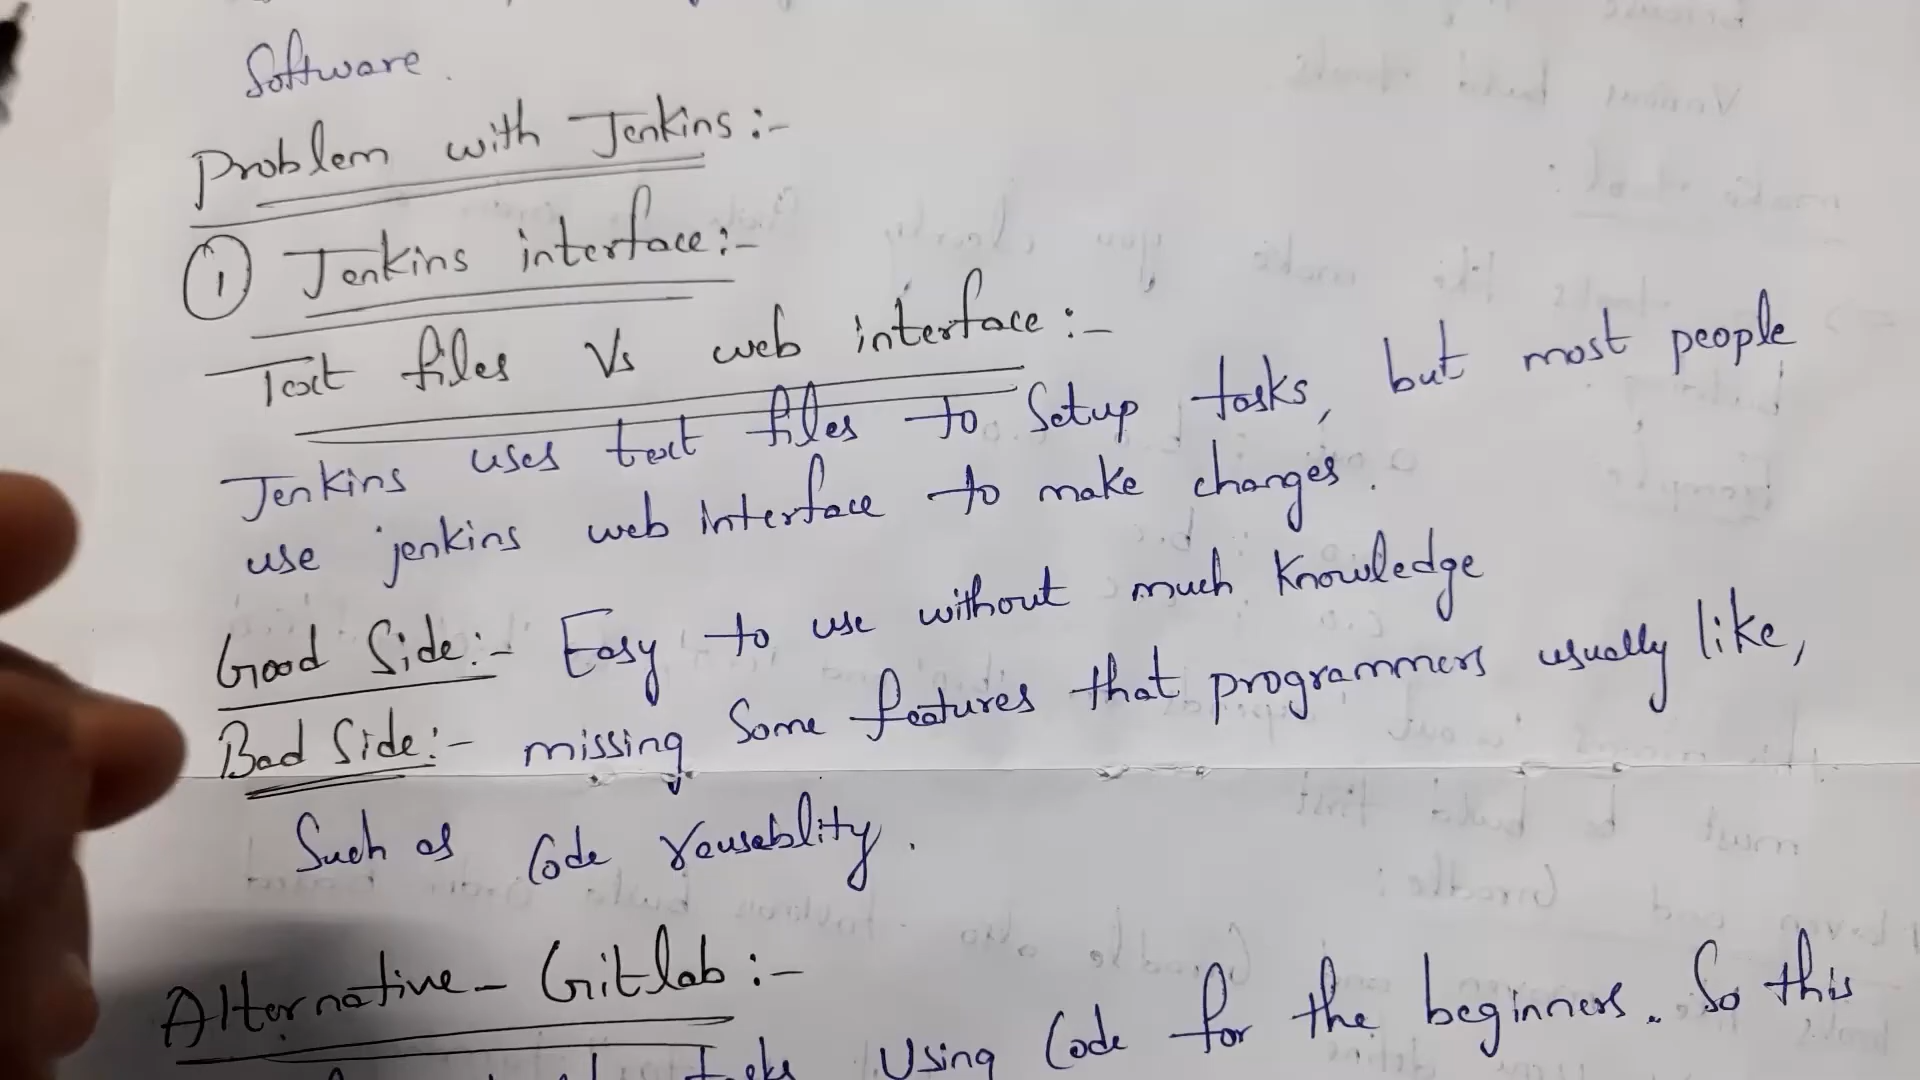 Software.
Problem with Jenkins :-
① Jenkins interface :-
Text files Vs web interface :-
Jenkins uses text files to Setup tasks, but most people
use jenkins web interface to make changes.
Good Side :- Easy to use without much knowledge
Bad Side :- missing Some features that programmers usually like,
Such as Code reuseblity.
Alternative - Gitlab :-
Using Code for the beginners. So this